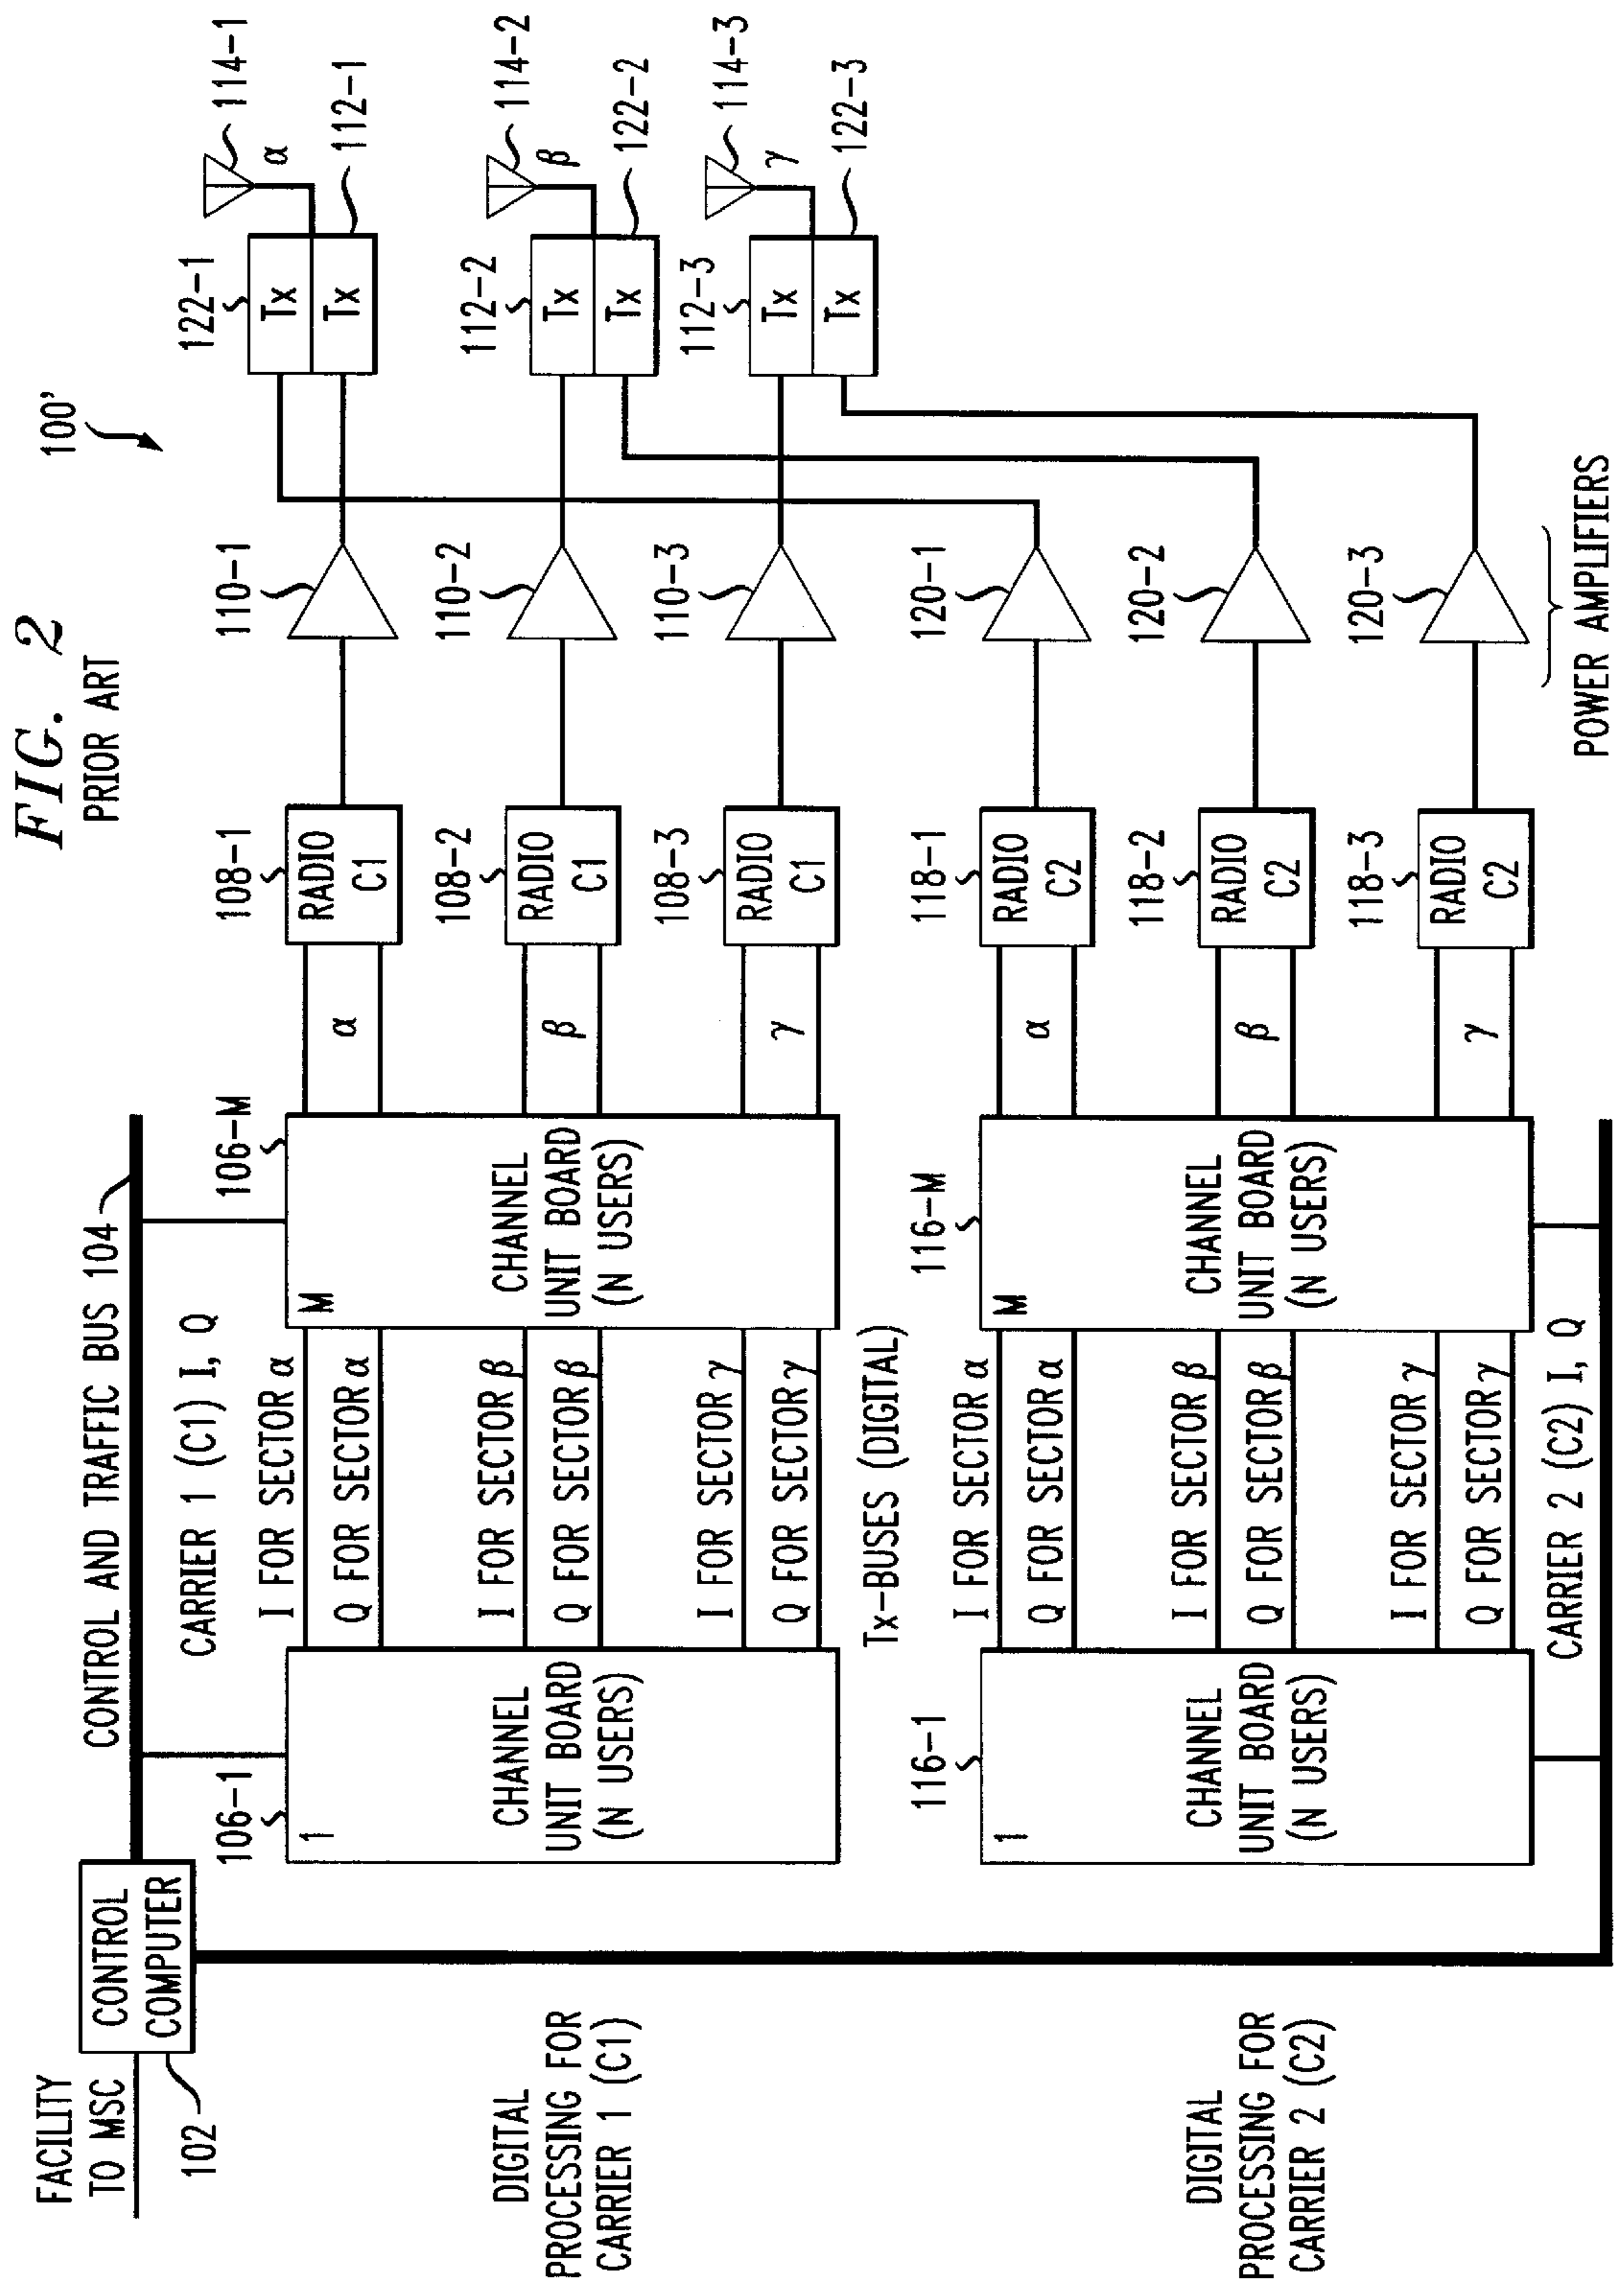 FIG. 2
PRIOR ART
100'
FACILITY
TO MSC
102
CONTROL
COMPUTER
CONTROL AND TRAFFIC BUS 104
CARRIER 1 (C1) I, Q
106-1
1
CHANNEL
UNIT BOARD
(N USERS)
I FOR SECTOR α
Q FOR SECTOR α
I FOR SECTOR β
Q FOR SECTOR β
I FOR SECTOR γ
Q FOR SECTOR γ
106-M
M
CHANNEL
UNIT BOARD
(N USERS)
α
β
γ
108-1
RADIO
C1
108-2
RADIO
C1
108-3
RADIO
C1
110-1
110-2
110-3
122-1
Tx
Tx
112-1
114-1
α
112-2
Tx
Tx
122-2
114-2
β
112-3
Tx
Tx
122-3
114-3
γ
DIGITAL
PROCESSING FOR
CARRIER 1 (C1)
Tx-BUSES (DIGITAL)
116-1
1
CHANNEL
UNIT BOARD
(N USERS)
I FOR SECTOR α
Q FOR SECTOR α
I FOR SECTOR β
Q FOR SECTOR β
I FOR SECTOR γ
Q FOR SECTOR γ
116-M
M
CHANNEL
UNIT BOARD
(N USERS)
α
β
γ
118-1
RADIO
C2
118-2
RADIO
C2
118-3
RADIO
C2
120-1
120-2
120-3
POWER AMPLIFIERS
CARRIER 2 (C2) I, Q
DIGITAL
PROCESSING FOR
CARRIER 2 (C2)